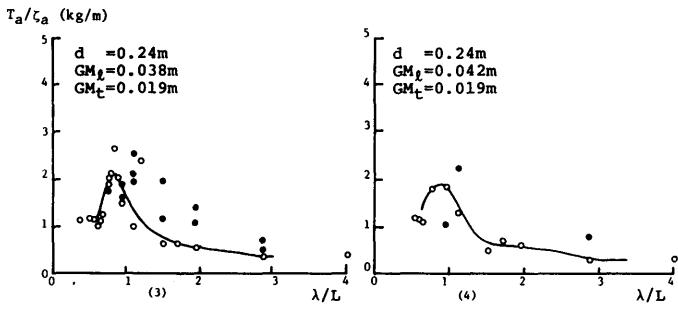 Ta/ζa (kg/m)
5
4
3
2
1
0
d =0.24m
GMℓ=0.038m
GMt=0.019m
0 1 2 3 4
(3) λ/L
5
4
3
2
1
0
d =0.24m
GMℓ=0.042m
GMt=0.019m
0 1 2 3 4
(4) λ/L